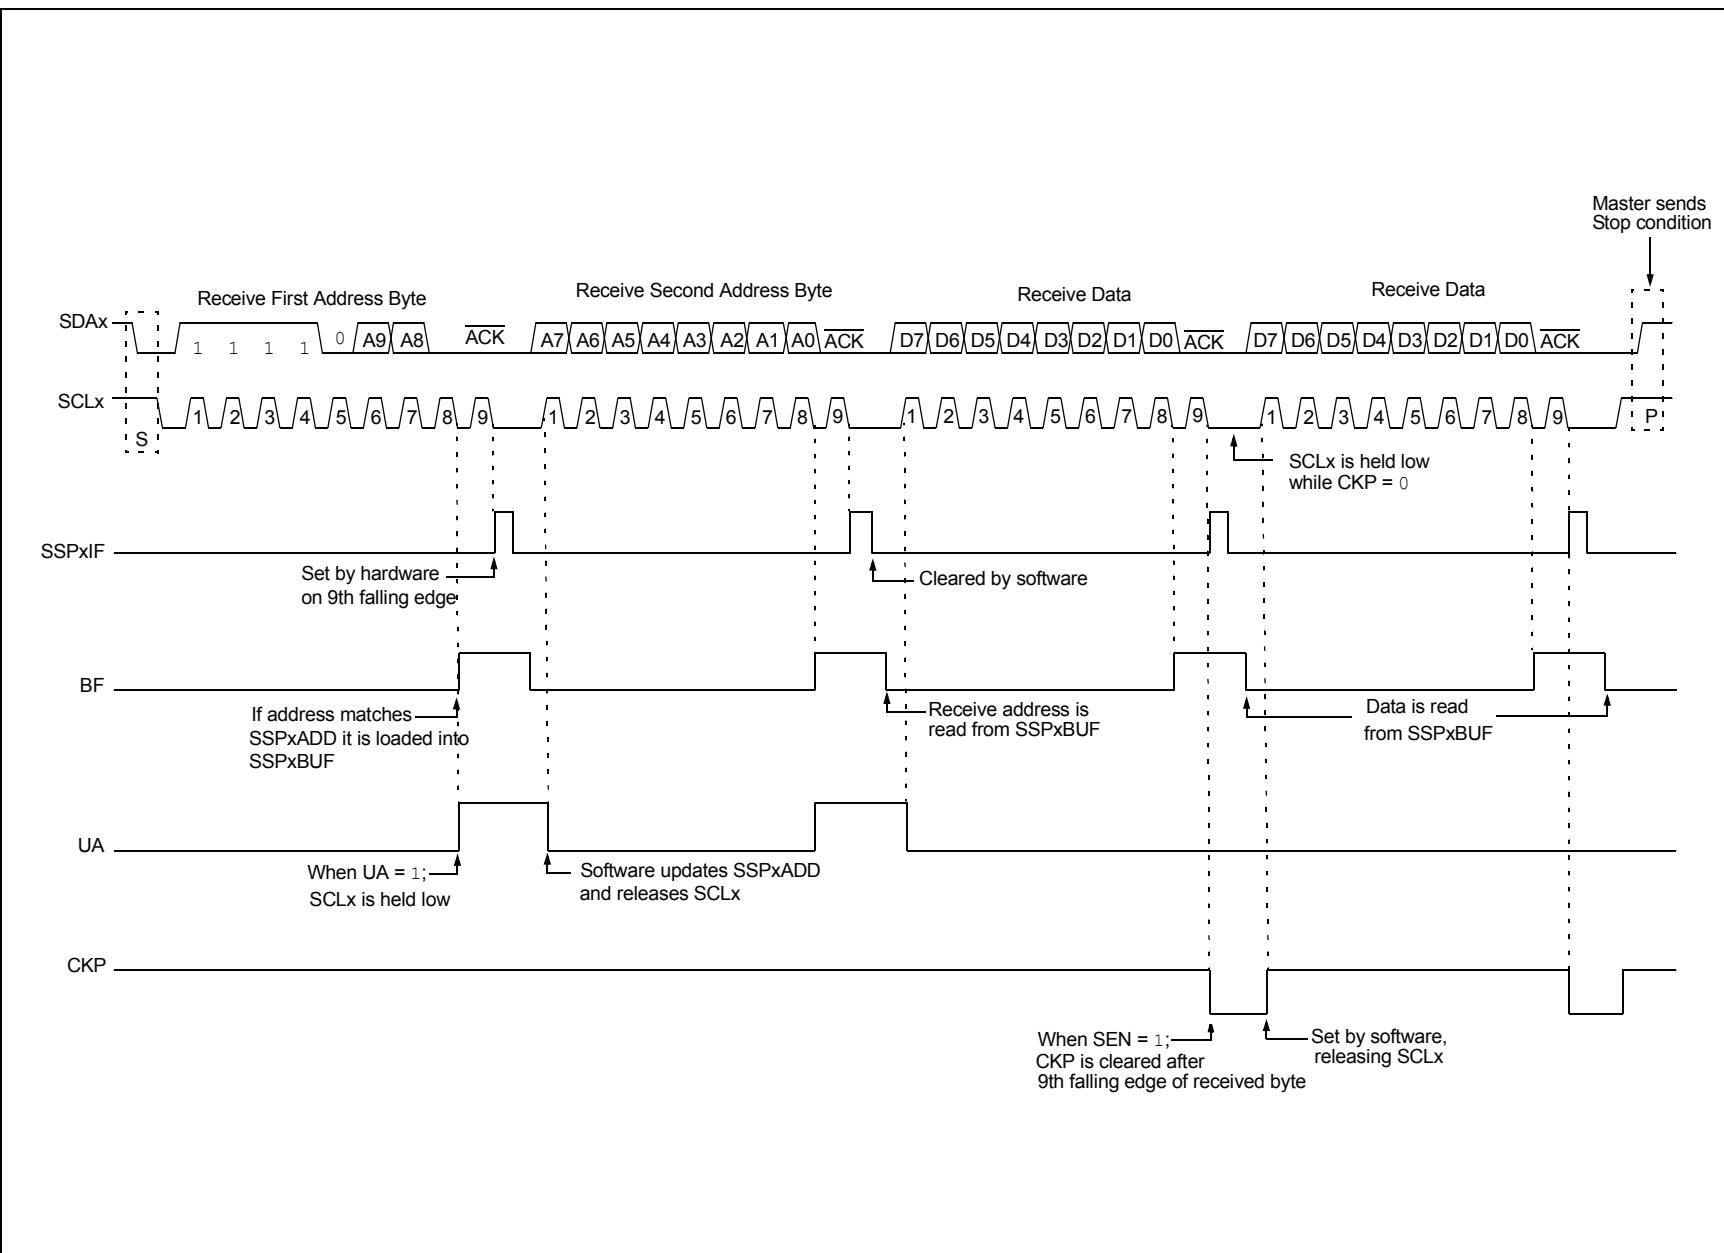 Master sends
Stop condition
Receive First Address Byte
Receive Second Address Byte
Receive Data
Receive Data
SDAx
1 1 1 1 0 A9 A8 ACK A7 A6 A5 A4 A3 A2 A1 A0 ACK D7 D6 D5 D4 D3 D2 D1 D0 ACK D7 D6 D5 D4 D3 D2 D1 D0 ACK
SCLx
S 1 2 3 4 5 6 7 8 9 1 2 3 4 5 6 7 8 9 1 2 3 4 5 6 7 8 9 1 2 3 4 5 6 7 8 9 P
SCLx is held low
while CKP = 0
SSPxIF
Set by hardware
on 9th falling edge
Cleared by software
BF
If address matches
SSPxADD it is loaded into
SSPxBUF
Receive address is
read from SSPxBUF
Data is read
from SSPxBUF
UA
When UA = 1;
SCLx is held low
Software updates SSPxADD
and releases SCLx
CKP
When SEN = 1;
CKP is cleared after
9th falling edge of received byte
Set by software,
releasing SCLx